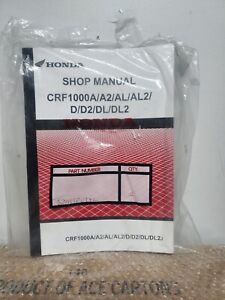 HONDA
SHOP MANUAL
CRF1000A/A2/AL/AL2/
D/D2/DL/DL2
HONDA
PART NUMBER
QTY
CRF1000A/A2/AL/AL2/D/D2/DL/DL2
PRODUCT OF ACE CARTONS